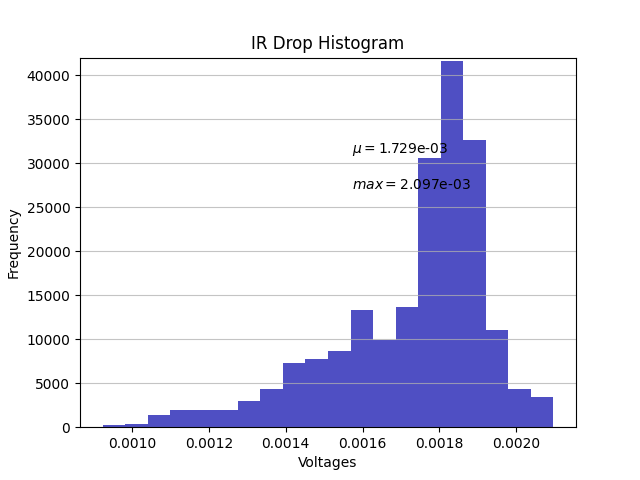 IR Drop Histogram
40000
35000
30000
25000
20000
15000
10000
5000
0
Frequency
μ = 1.729e-03
max = 2.097e-03
0.0010 0.0012 0.0014 0.0016 0.0018 0.0020
Voltages